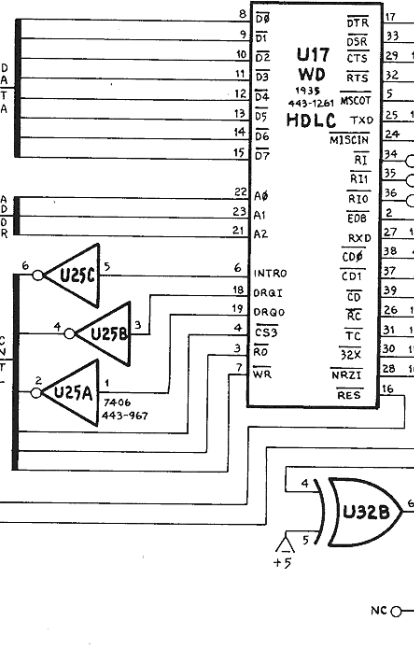 8 D0 DTR 17
9 D1 DSR 33
10 D2 U17 CTS 29
D 11 D3 WD RTS 32
A 12 D4 1935 MSCOT 5
T 13 D5 443-1261 TXD 25
A 14 D6 HDLC MISCIN 24
15 D7 RI 34
RI1 35
A 22 A0 RI0 36
D 23 A1 EDB 2
D 21 A2 RXD 27
R CD0 38
6 U25C 5 6 INTRO CD1 37
18 DRQI CD 39
4 U25B 3 19 DRQO RC 26
C 4 CS3 TC 31
N 3 RO 32X 30
T 7 WR NRZI 28
L RES 16
2 U25A 1
7406
443-967
4
U32B 6
5
+5
NC